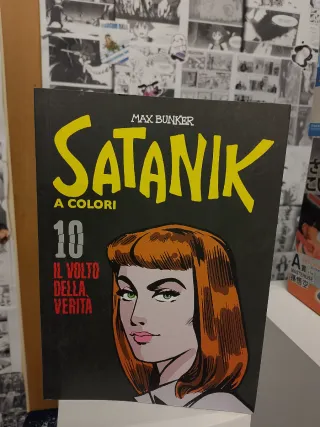 MAX BUNKER
SATANIK
A COLORI
10
IL VOLTO
DELLA
VERITÀ